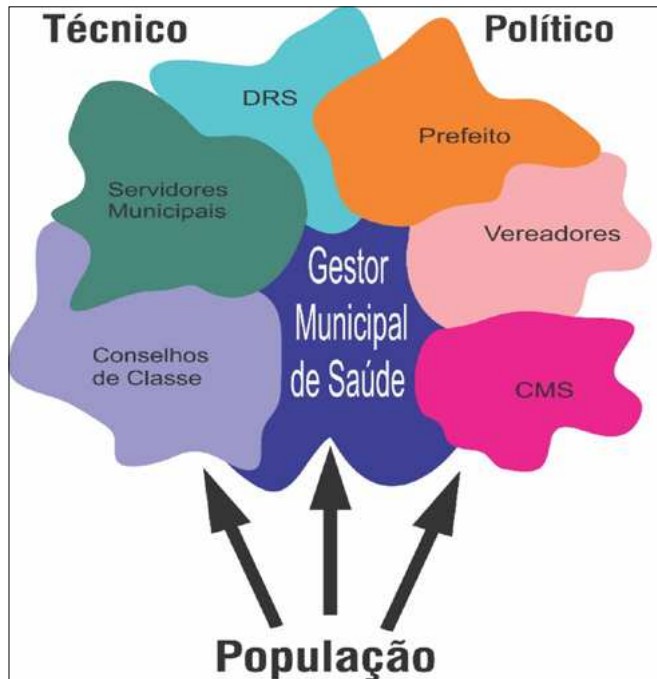 Técnico
Político
DRS
Prefeito
Servidores
Municipais
Vereadores
Gestor
Municipal
de Saúde
Conselhos
de Classe
CMS
População